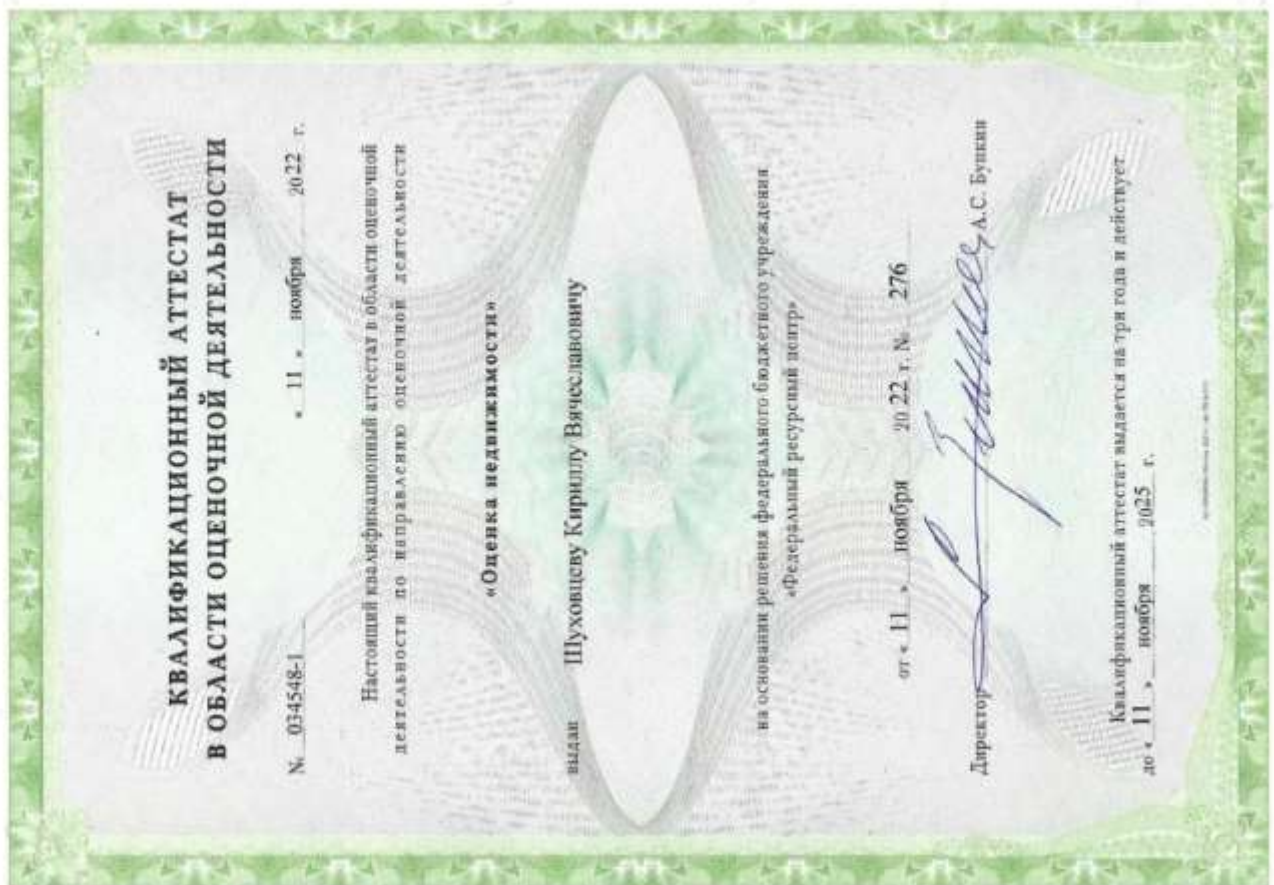 КВАЛИФИКАЦИОННЫЙ АТТЕСТАТ
В ОБЛАСТИ ОЦЕНОЧНОЙ ДЕЯТЕЛЬНОСТИ
№ 034548-1 « 11 » ноября 2022 г.
Настоящий квалификационный аттестат в области оценочной
деятельности по направлению оценочной деятельности
«Оценка недвижимости»
выдан Шуховцеву Кириллу Вячеславовичу
на основании решения федерального бюджетного учреждения
«Федеральный ресурсный центр»
от « 11 » ноября 20 22 г. № 276
Директор А.С. Бункин
Квалификационный аттестат выдается на три года и действует
до « 11 » ноября 2025 г.